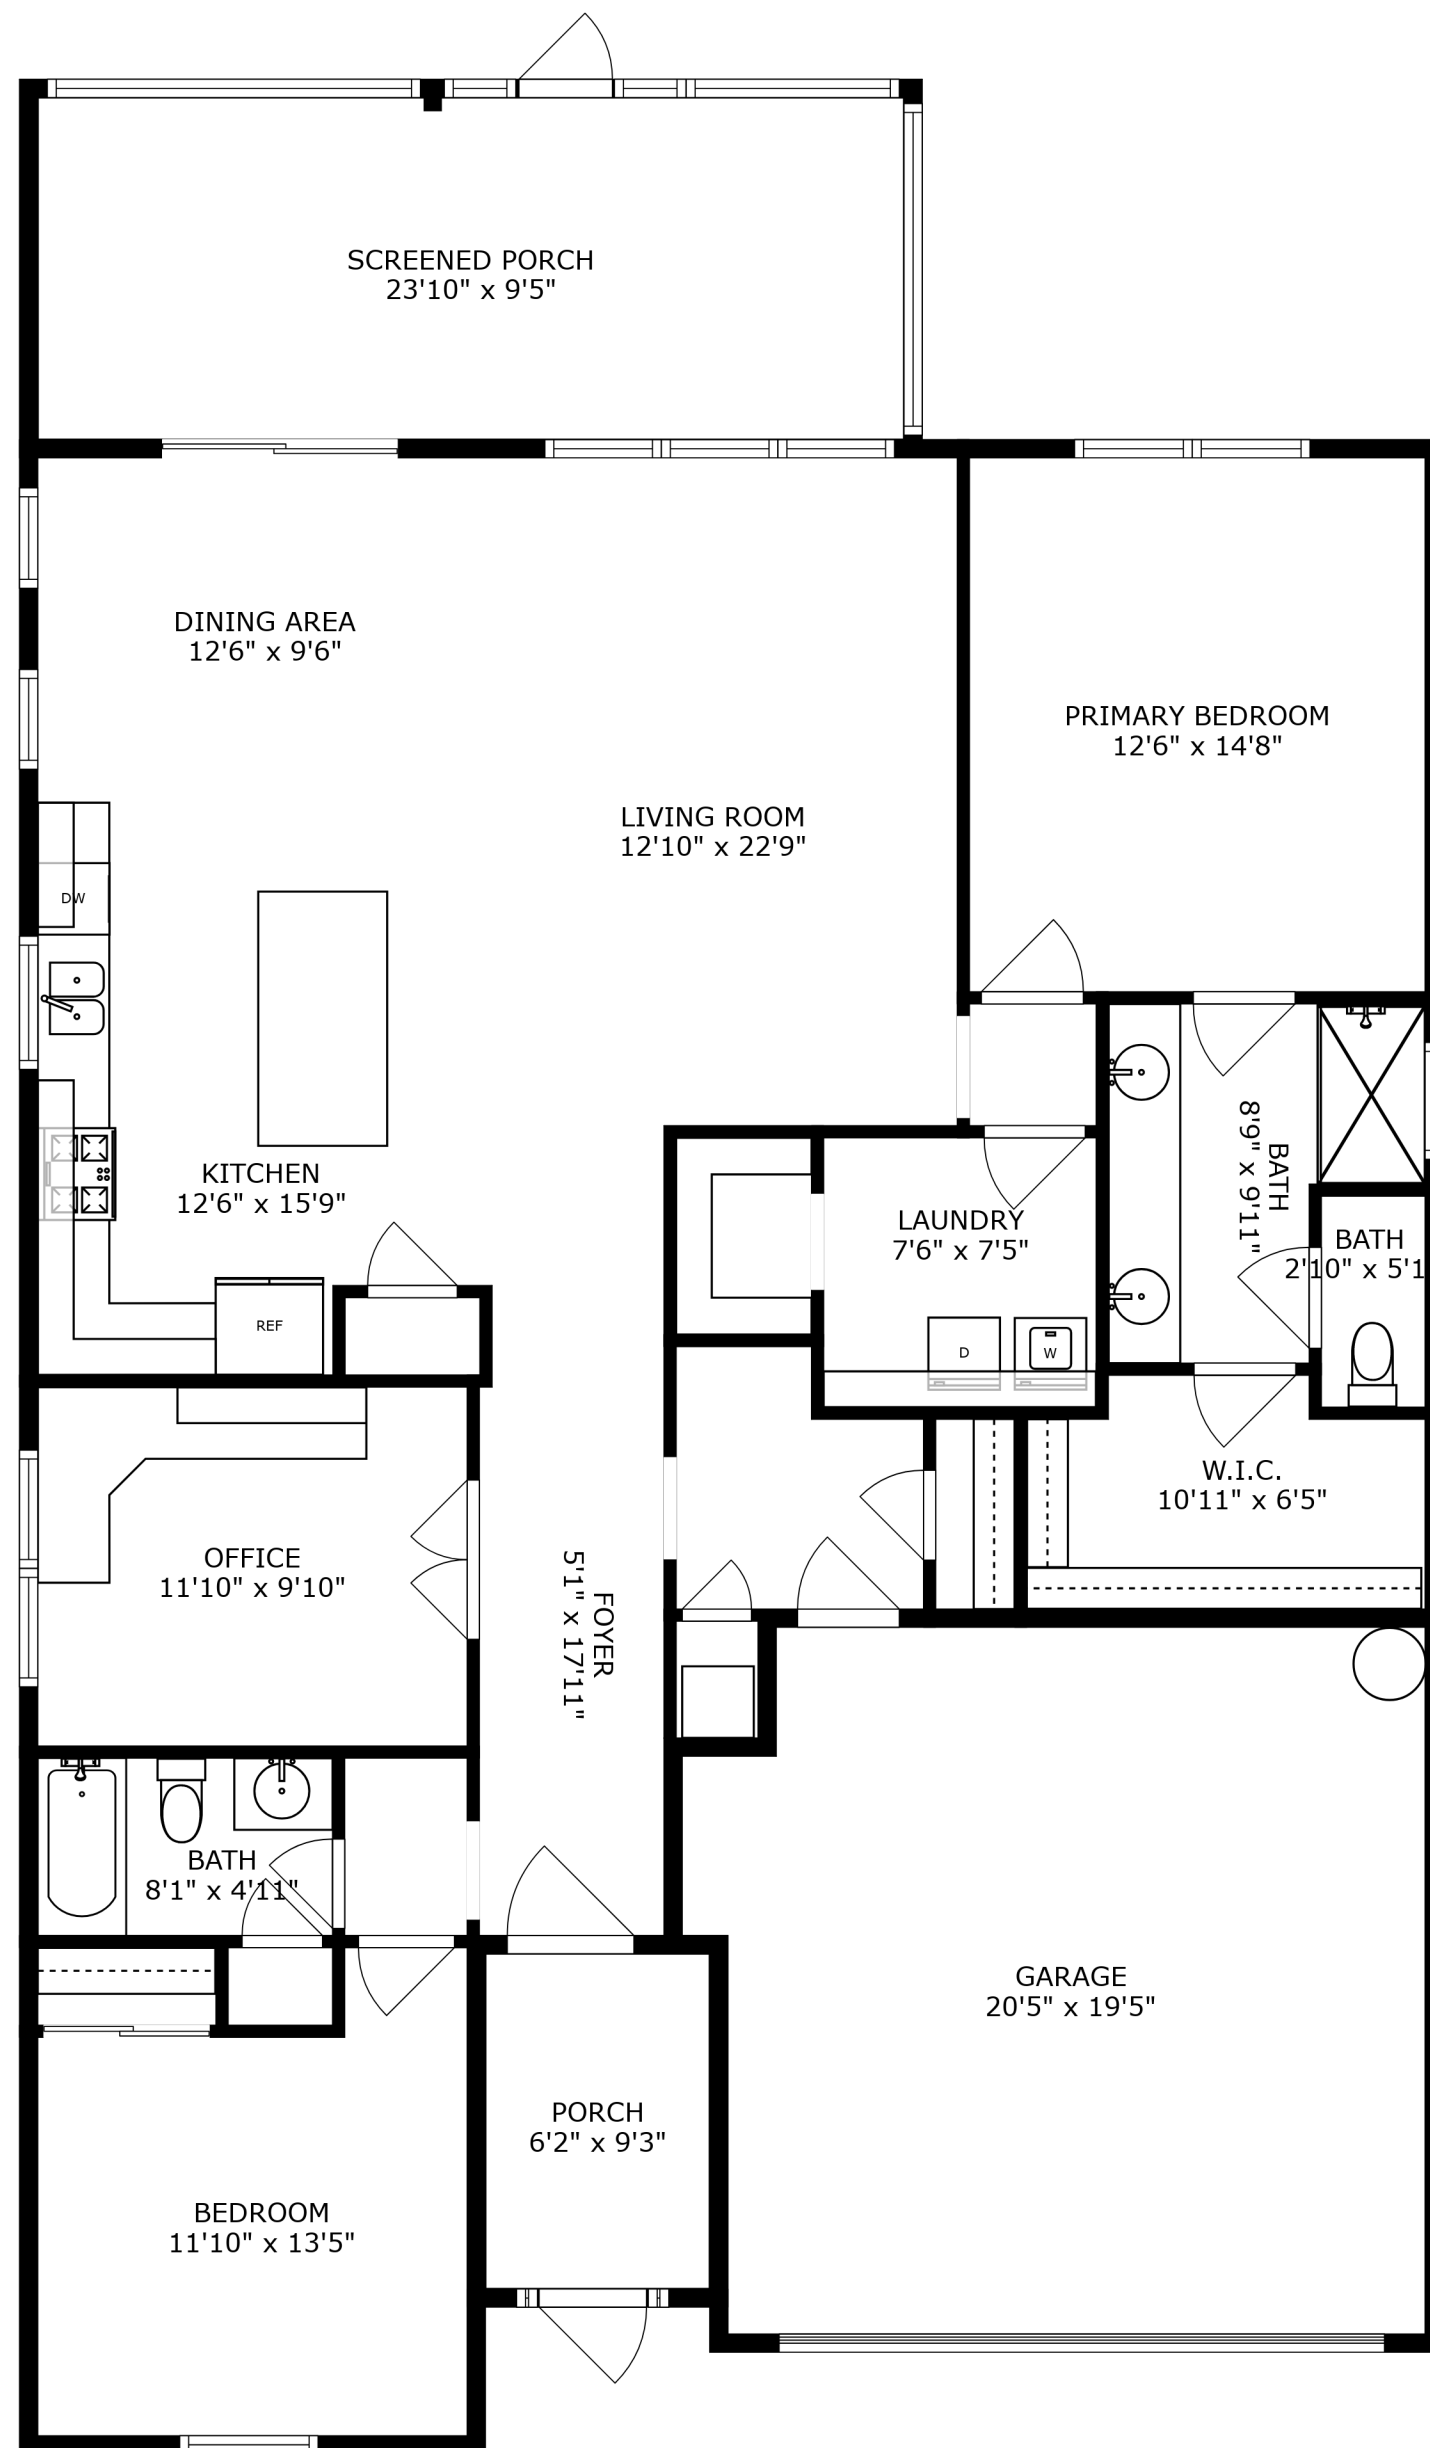 SCREENED PORCH
23'10" x 9'5"
DINING AREA
12'6" x 9'6"
PRIMARY BEDROOM
12'6" x 14'8"
LIVING ROOM
12'10" x 22'9"
DW
KITCHEN
12'6" x 15'9"
REF
LAUNDRY
7'6" x 7'5"
D
W
BATH
8'9" x 9'11"
BATH
2'10" x 5'1
W.I.C.
10'11" x 6'5"
OFFICE
11'10" x 9'10"
FOYER
5'1" x 17'11"
BATH
8'1" x 4'11"
GARAGE
20'5" x 19'5"
PORCH
6'2" x 9'3"
BEDROOM
11'10" x 13'5"